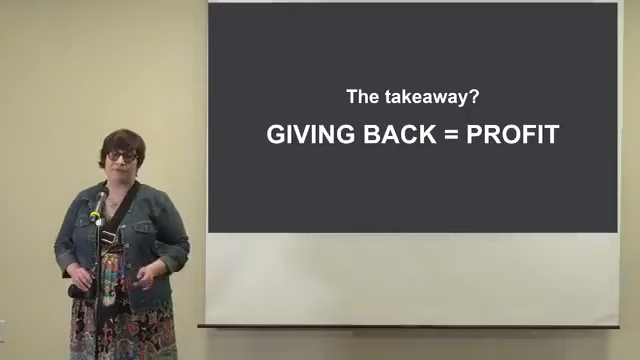 The takeaway?
GIVING BACK = PROFIT